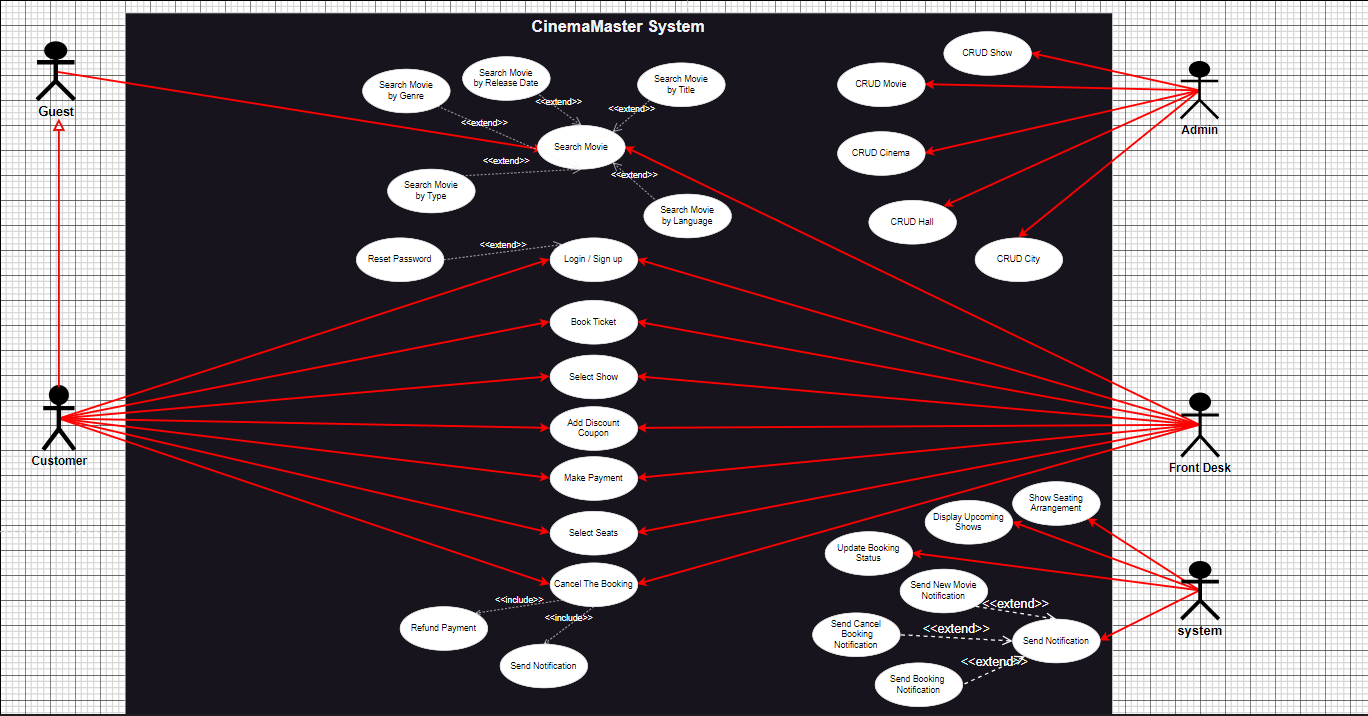 CinemaMaster System
Guest
Search Movie
by Genre
Search Movie
by Release Date
Search Movie
by Title
CRUD Show
CRUD Movie
Admin
<<extend>>
<<extend>>
<<extend>>
Search Movie
CRUD Cinema
<<extend>>
<<extend>>
Search Movie
by Type
Search Movie
by Language
CRUD Hall
<<extend>>
Reset Password
Login / Sign up
CRUD City
Book Ticket
Select Show
Add Discount
Coupon
Customer
Front Desk
Make Payment
Show Seating
Arrangement
Display Upcoming
Shows
Select Seats
Update Booking
Status
Cancel The Booking
Send New Movie
Notification
<<include>>
<<extend>>
<<include>>
Refund Payment
Send Cancel
Booking
Notification
<<extend>>
Send Notification
system
<<extend>>
Send Notification
Send Booking
Notification